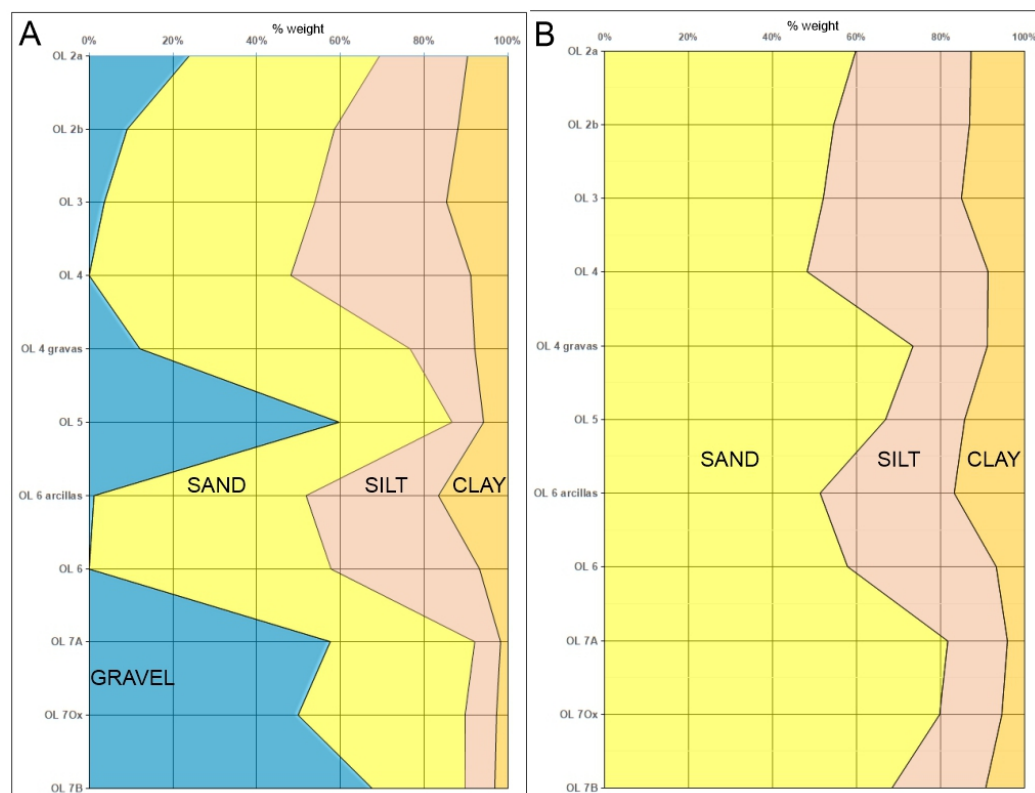 A
% weight
0% 20% 40% 60% 80% 100%
OL 2a
OL 2b
OL 3
OL 4
OL 4 gravas
OL 5
OL 6 arcillas
OL 6
OL 7A
OL 7Ox
OL 7B
SAND
SILT
CLAY
GRAVEL
B
% weight
0% 20% 40% 60% 80% 100%
OL 2a
OL 2b
OL 3
OL 4
OL 4 gravas
OL 5
OL 6 arcillas
OL 6
OL 7A
OL 7Ox
OL 7B
SAND
SILT
CLAY